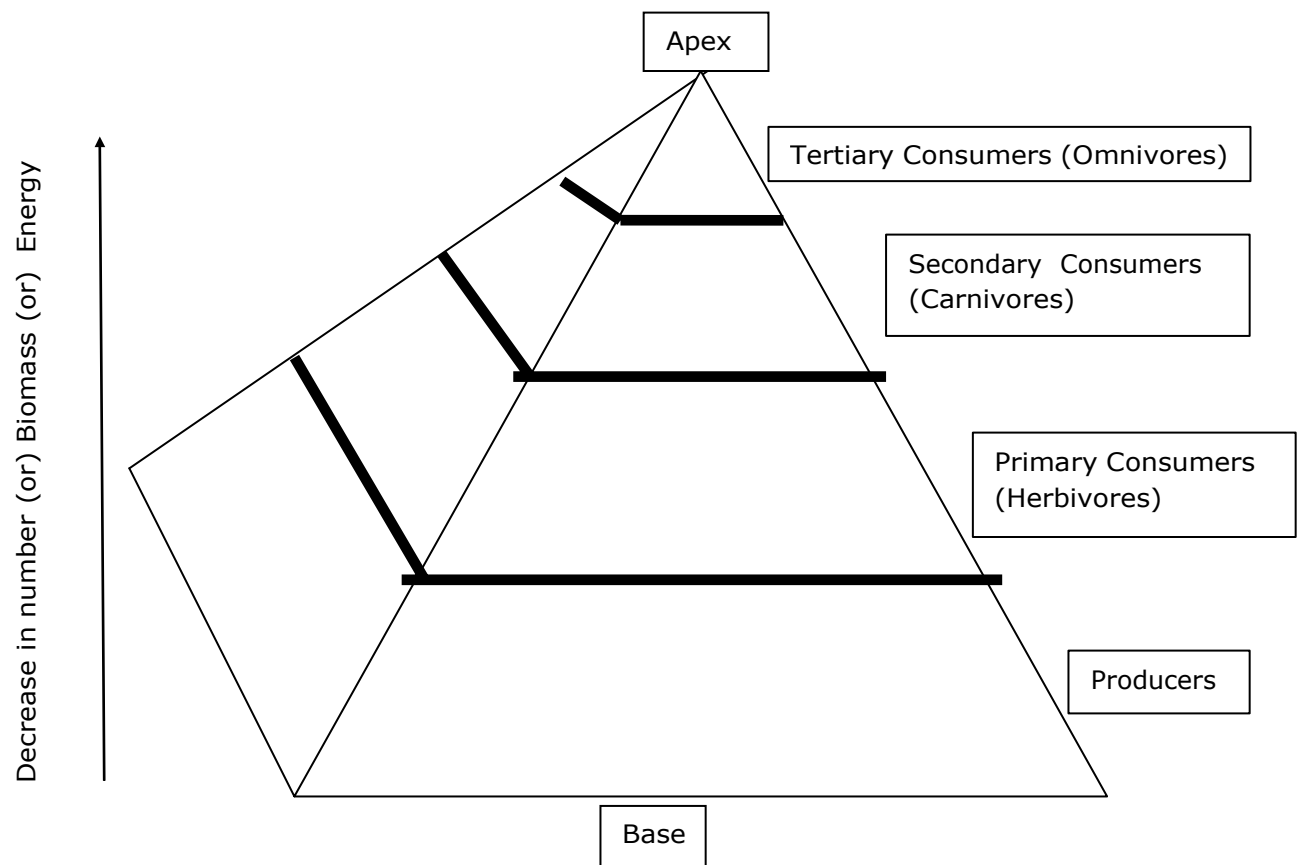 Apex
Tertiary Consumers (Omnivores)
Decrease in number (or) Biomass (or) Energy
Secondary Consumers
(Carnivores)
Primary Consumers
(Herbivores)
Producers
Base